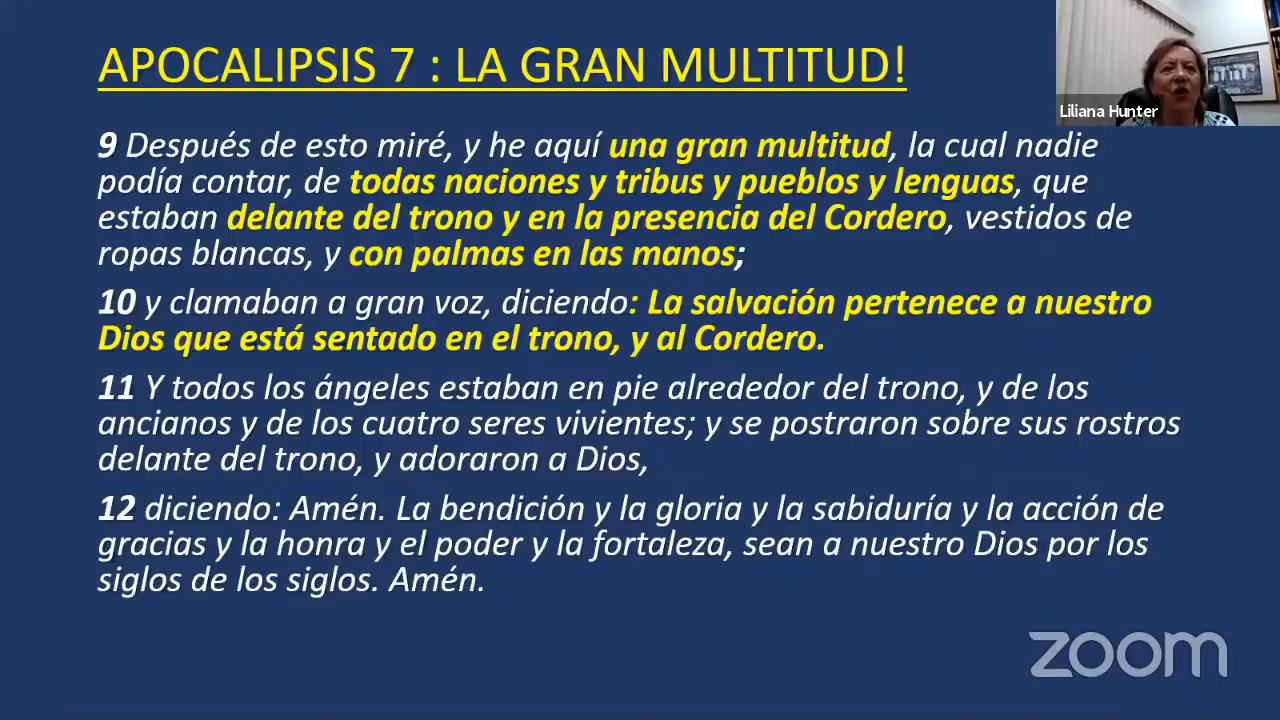 APOCALIPSIS 7 : LA GRAN MULTITUD!
Liliana Hunter
9 Después de esto miré, y he aquí una gran multitud, la cual nadie
podía contar, de todas naciones y tribus y pueblos y lenguas, que
estaban delante del trono y en la presencia del Cordero, vestidos de
ropas blancas, y con palmas en las manos;
10 y clamaban a gran voz, diciendo: La salvación pertenece a nuestro
Dios que está sentado en el trono, y al Cordero.
11 Y todos los ángeles estaban en pie alrededor del trono, y de los
ancianos y de los cuatro seres vivientes; y se postraron sobre sus rostros
delante del trono, y adoraron a Dios,
12 diciendo: Amén. La bendición y la gloria y la sabiduría y la acción de
gracias y la honra y el poder y la fortaleza, sean a nuestro Dios por los
siglos de los siglos. Amén.
zoom